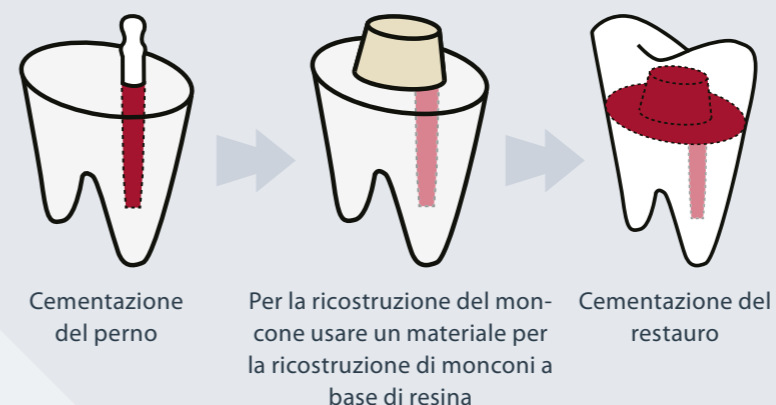 Cementazione
del perno
Per la ricostruzione del mon-
cone usare un materiale per
la ricostruzione di monconi a
base di resina
Cementazione del
restauro